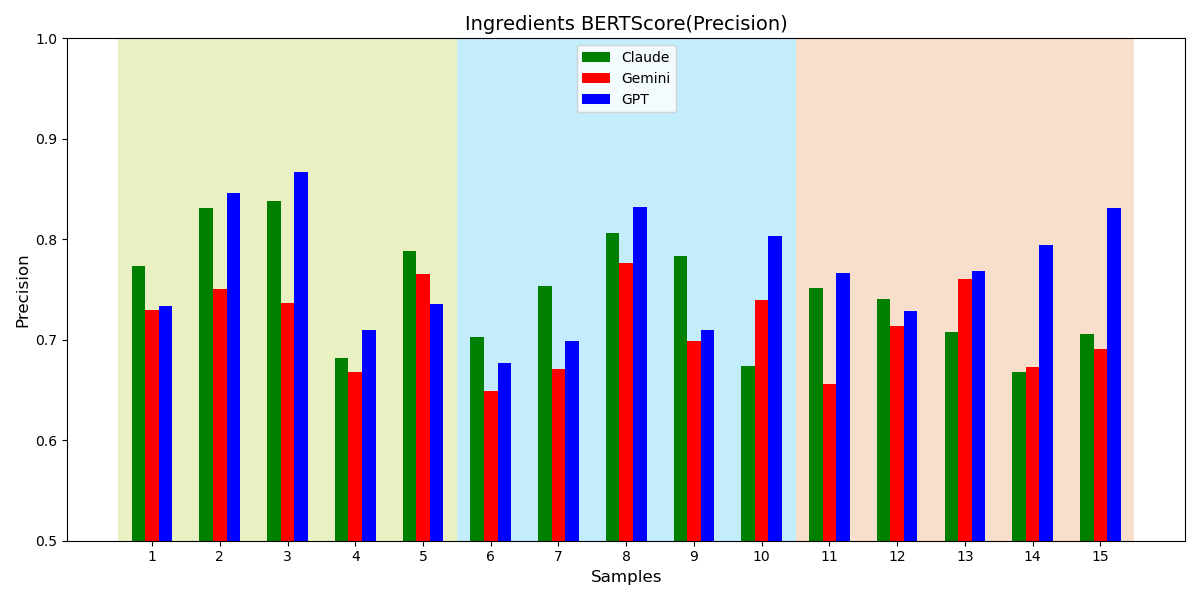 Ingredients BERTScore(Precision)
Claude
Gemini
GPT
Precision
1.0
0.9
0.8
0.7
0.6
0.5
1 2 3 4 5 6 7 8 9 10 11 12 13 14 15
Samples